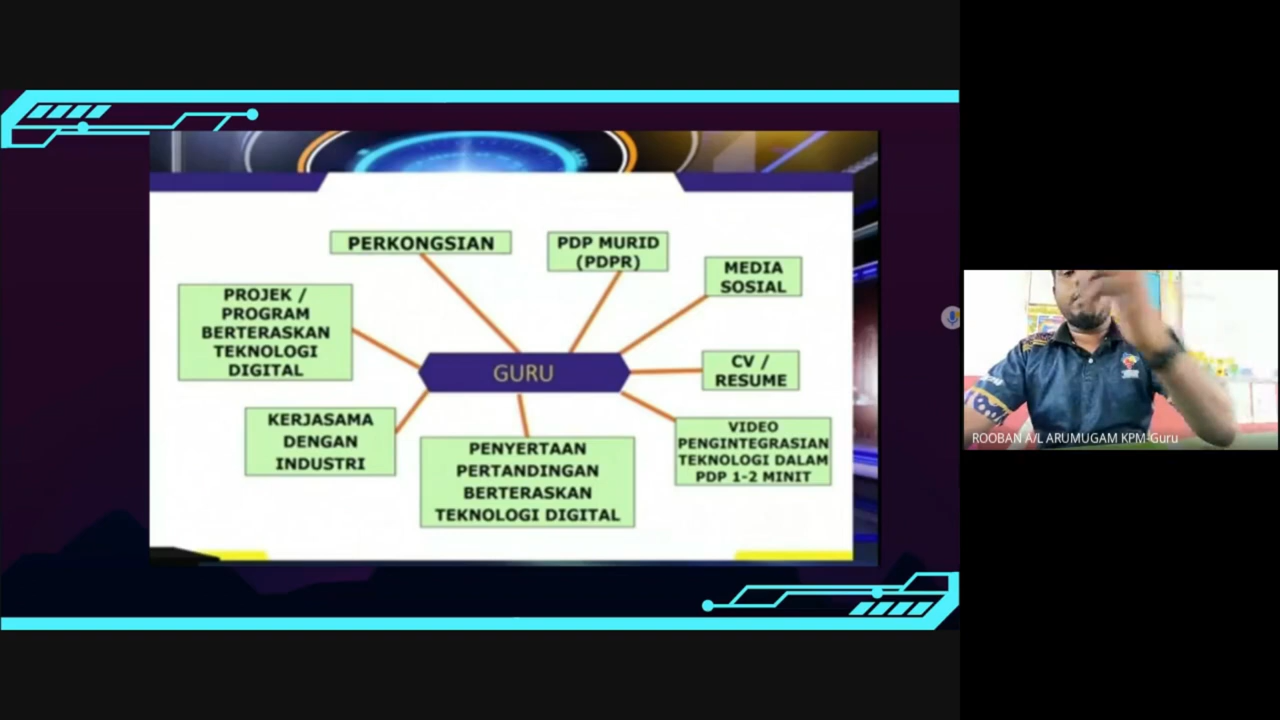 PERKONGSIAN
PDP MURID
(PDPR)
MEDIA
SOSIAL
PROJEK /
PROGRAM
BERTERASKAN
TEKNOLOGI
DIGITAL
GURU
CV /
RESUME
KERJASAMA
DENGAN
INDUSTRI
PENYERTAAN
PERTANDINGAN
BERTERASKAN
TEKNOLOGI DIGITAL
VIDEO
PENGINTEGRASIAN
TEKNOLOGI DALAM
PDP 1-2 MINIT
ROOBAN A/L ARUMUGAM KPM-Guru